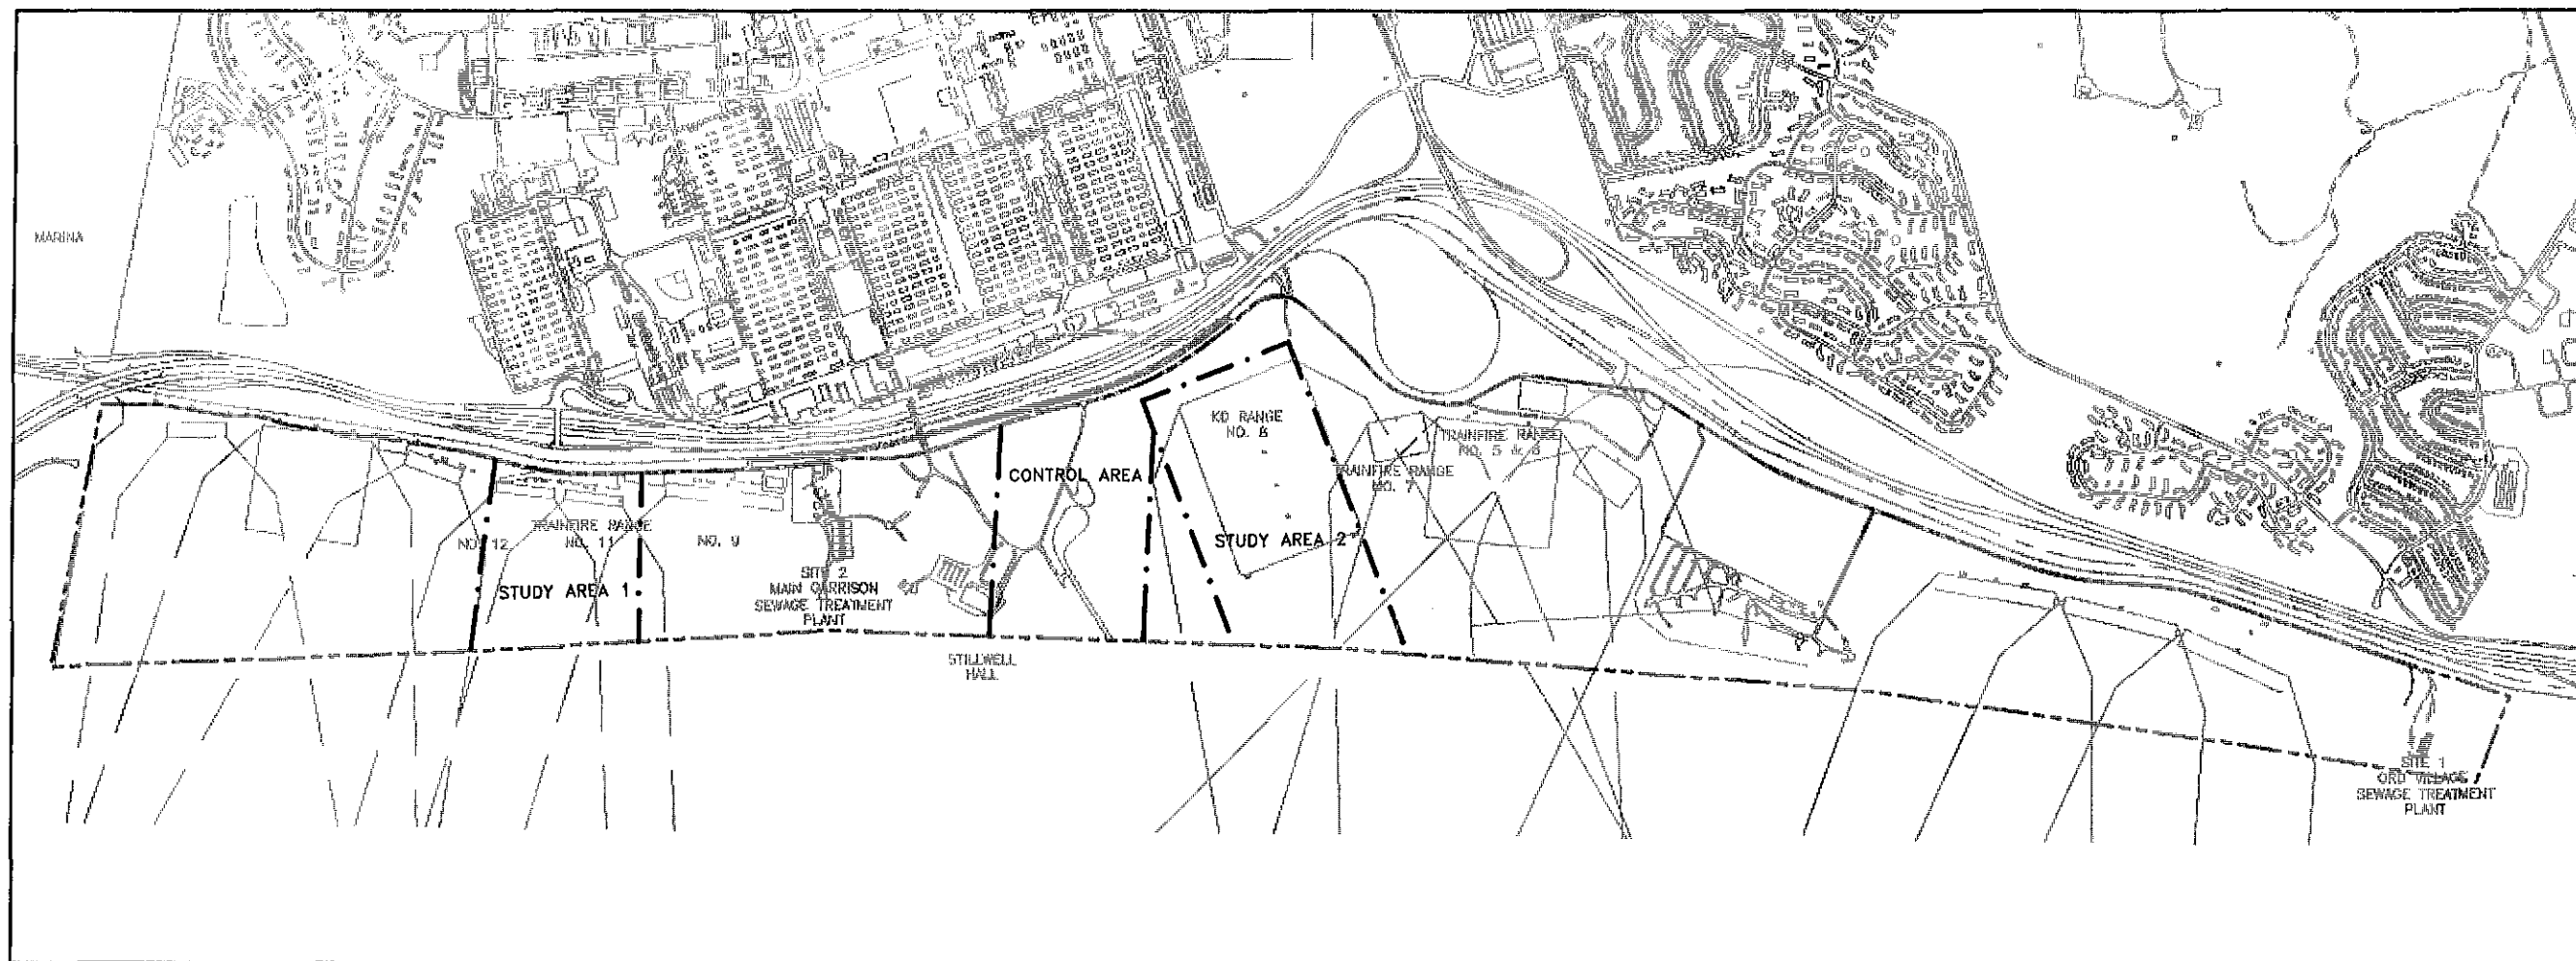 MARINA
KD RANGE
NO. 8
TRAINFIRE RANGE
NO. 5 & 6
CONTROL AREA
TRAINFIRE RANGE
NO. 7
TRAINFIRE RANGE
NO. 12
NO. 11
NO. 9
STUDY AREA 2
SITE 2
MAIN GARRISON
SEWAGE TREATMENT
PLANT
STUDY AREA 1
STILLWELL
HALL
SITE 1
ORD VILLAGE
SEWAGE TREATMENT
PLANT